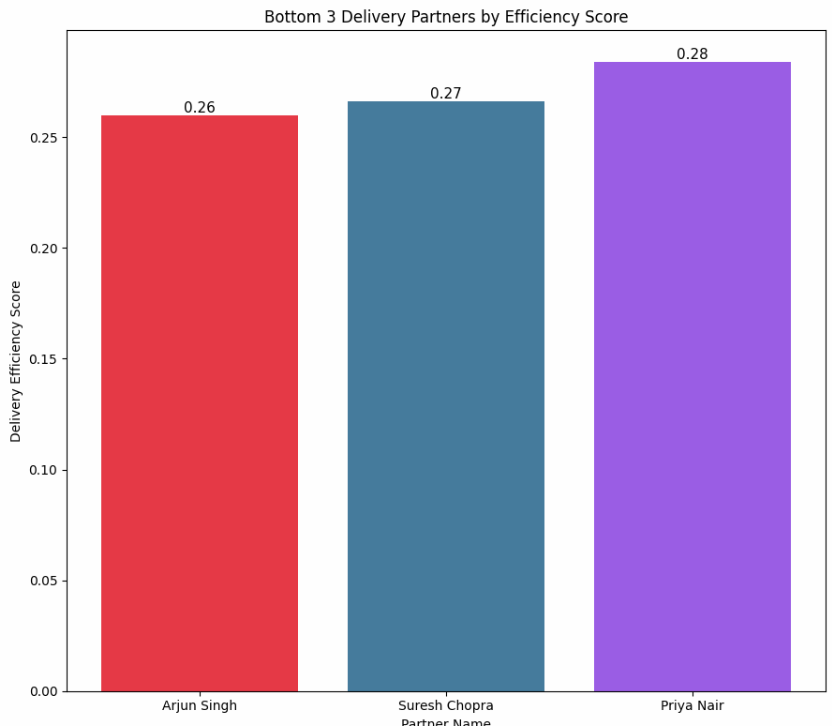 Bottom 3 Delivery Partners by Efficiency Score
0.28
0.27
0.26
0.25
0.20
0.15
0.10
0.05
0.00
Delivery Efficiency Score
Arjun Singh
Suresh Chopra
Priya Nair
Partner Name